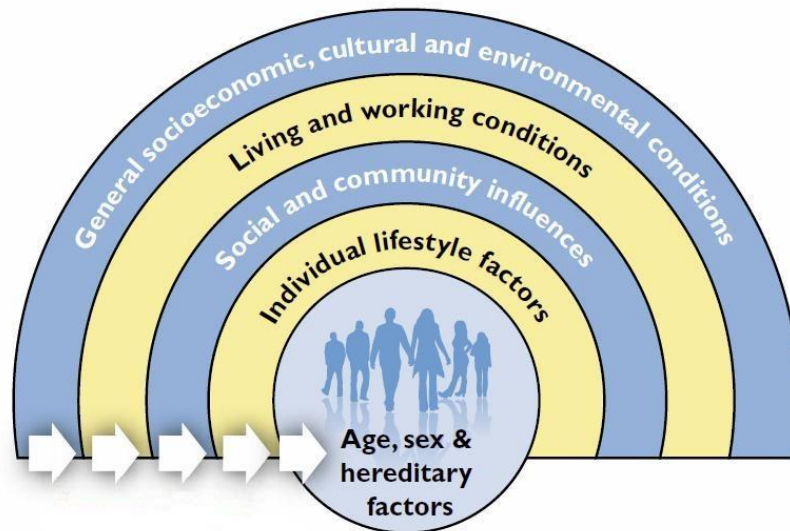 General socioeconomic, cultural and environmental conditions
Living and working conditions
Social and community influences
Individual lifestyle factors
Age, sex &
hereditary
factors